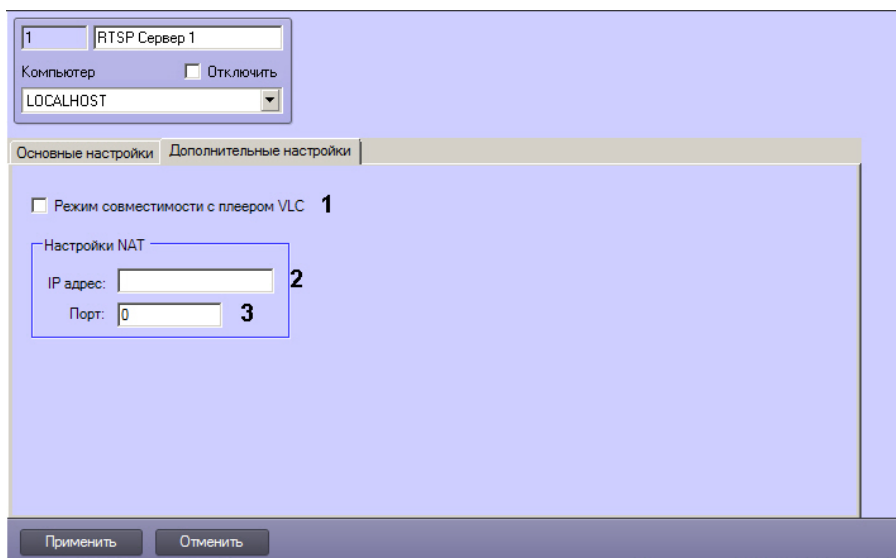 1 RTSP Сервер 1
Компьютер Отключить
LOCALHOST
Основные настройки Дополнительные настройки
Режим совместимости с плеером VLC 1
Настройки NAT
IP адрес: 2
Порт: 0 3
Применить Отменить